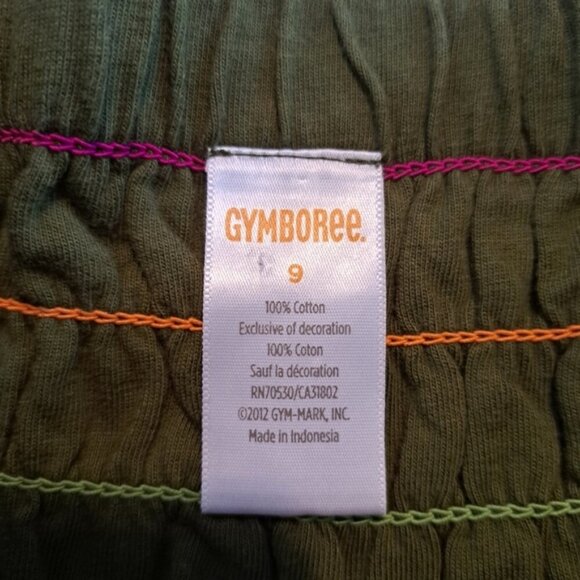 GYMBOREE.
9
100% Cotton
Exclusive of decoration
100% Coton
Sauf la décoration
RN70530/CA31802
©2012 GYM-MARK, INC.
Made in Indonesia